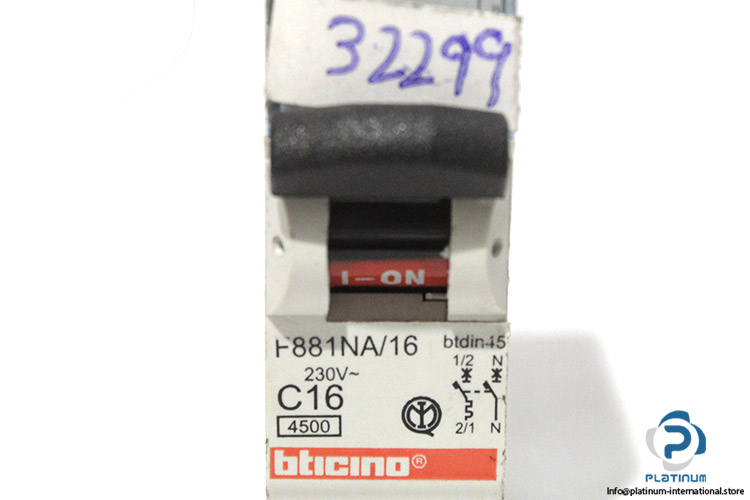 32299
I-ON
F881NA/16 btdin45
230V~ 1/2 N
C16
4500 2/1 N
bticino®
PLATINUM
Info@platinum-international.store